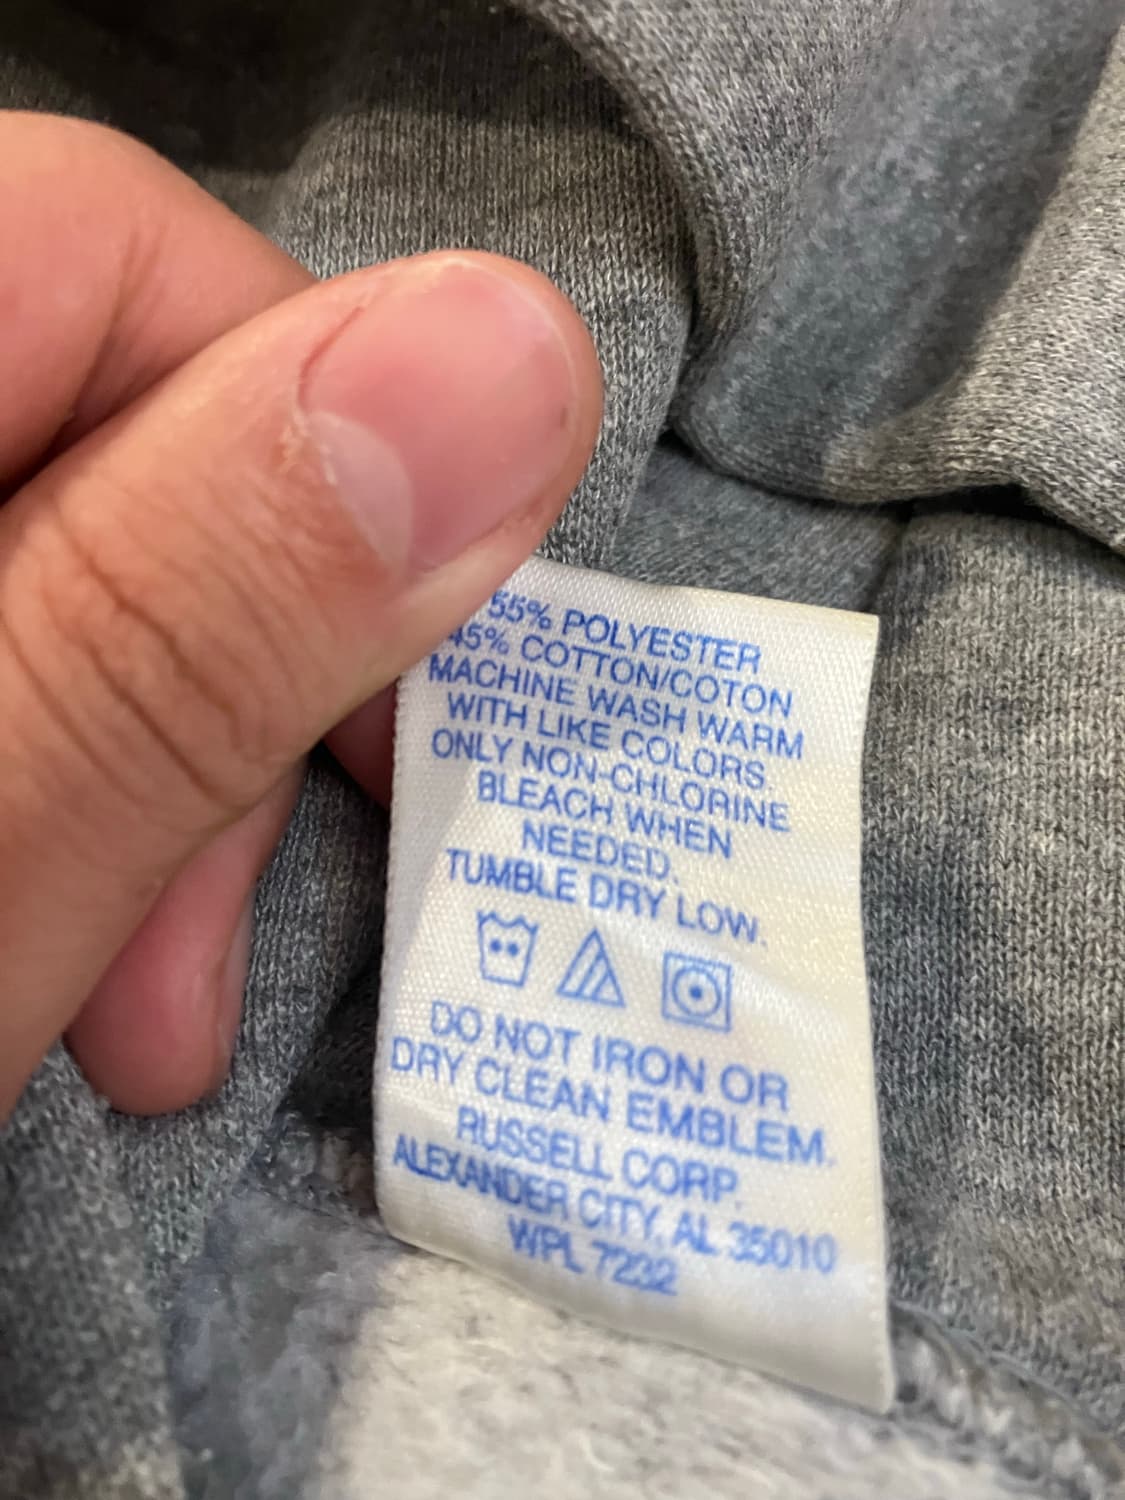 55% POLYESTER
45% COTTON/COTON
MACHINE WASH WARM
WITH LIKE COLORS.
ONLY NON-CHLORINE
BLEACH WHEN
NEEDED.
TUMBLE DRY LOW.
DO NOT IRON OR
DRY CLEAN EMBLEM.
RUSSELL CORP.
ALEXANDER CITY, AL 35010
WPL 7232